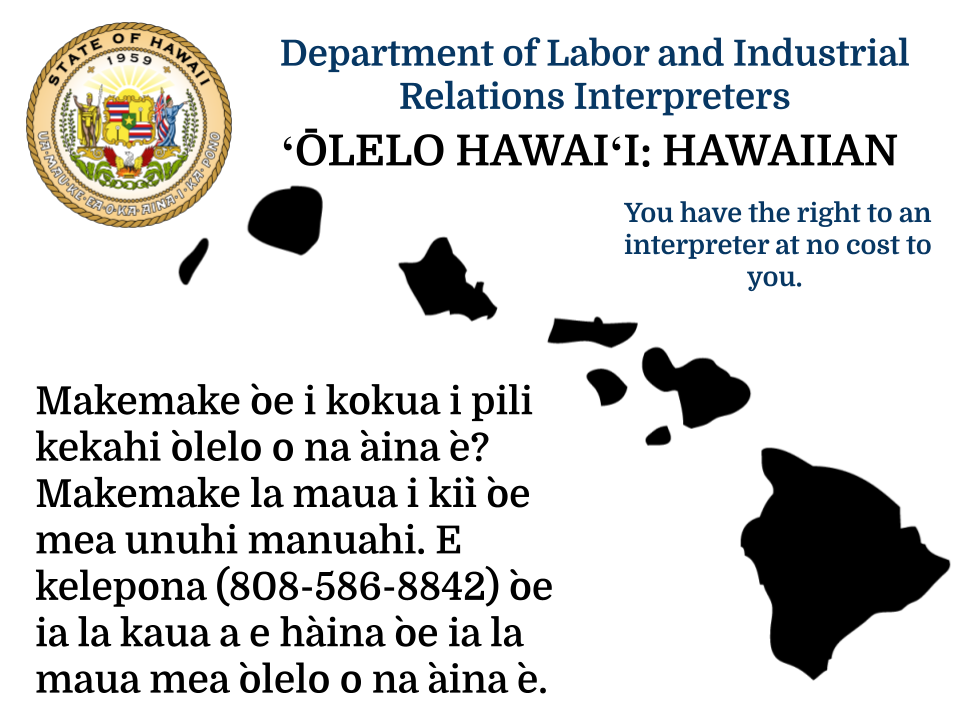 STATE OF HAWAII
1959
UA·MAU·KE·EA·O·KA·AINA·I·KA·PONO
Department of Labor and Industrial
Relations Interpreters
ʻŌLELO HAWAIʻI: HAWAIIAN
You have the right to an
interpreter at no cost to
you.
Makemake òe i kokua i pili
kekahi òlelo o na àina è?
Makemake la maua i kiì òe
mea unuhi manuahi. E
kelepona (808-586-8842) òe
ia la kaua a e hàina òe ia la
maua mea òlelo o na àina è.